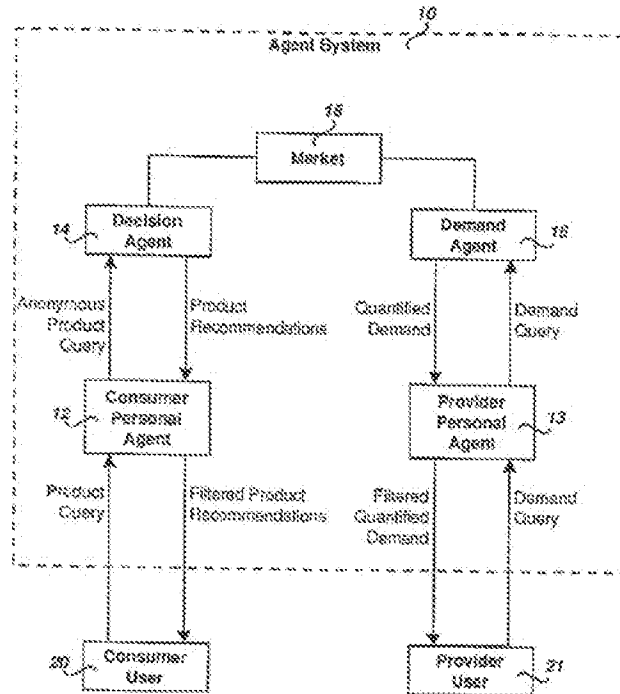 10
Agent System
Market
14
Decision
Agent
Demand
Agent
Anonymous
Product
Query
Product
Recommendations
Quantified
Demand
Demand
Query
12
Consumer
Personal
Agent
Provider
Personal
Agent
13
Product
Query
Filtered Product
Recommendations
Filtered
Quantified
Demand
Demand
Query
20
Consumer User
Provider User
21